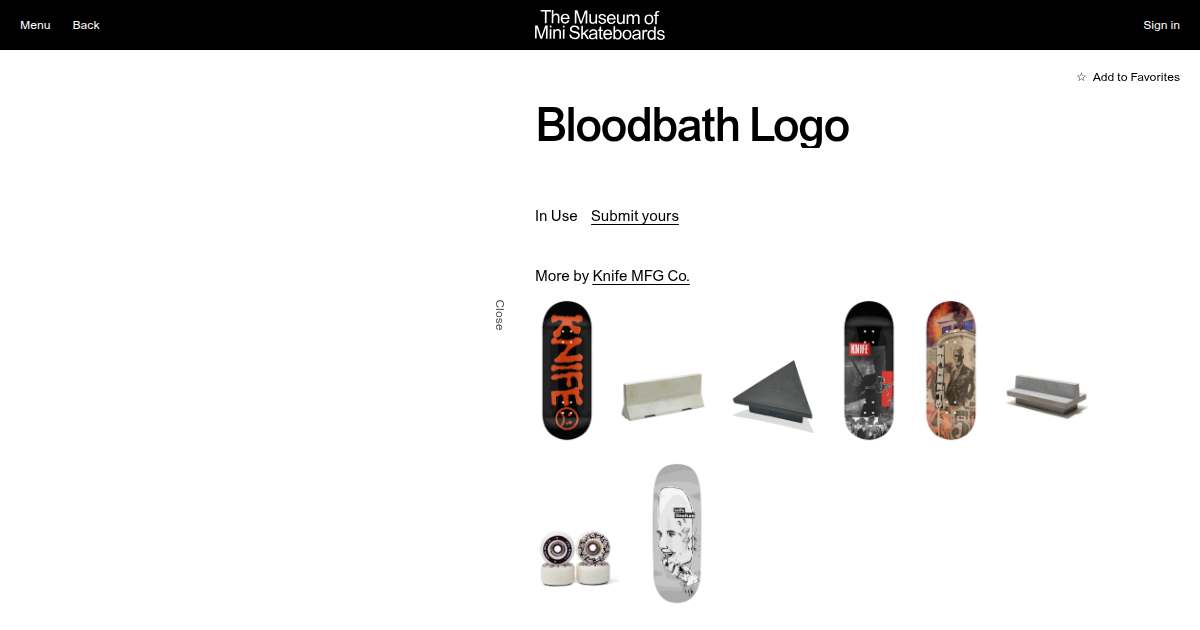 Menu Back
The Museum of
Mini Skateboards
Sign in
☆ Add to Favorites
Bloodbath Logo
In Use Submit yours
More by Knife MFG Co.
Close
KNIFE
KNIFE